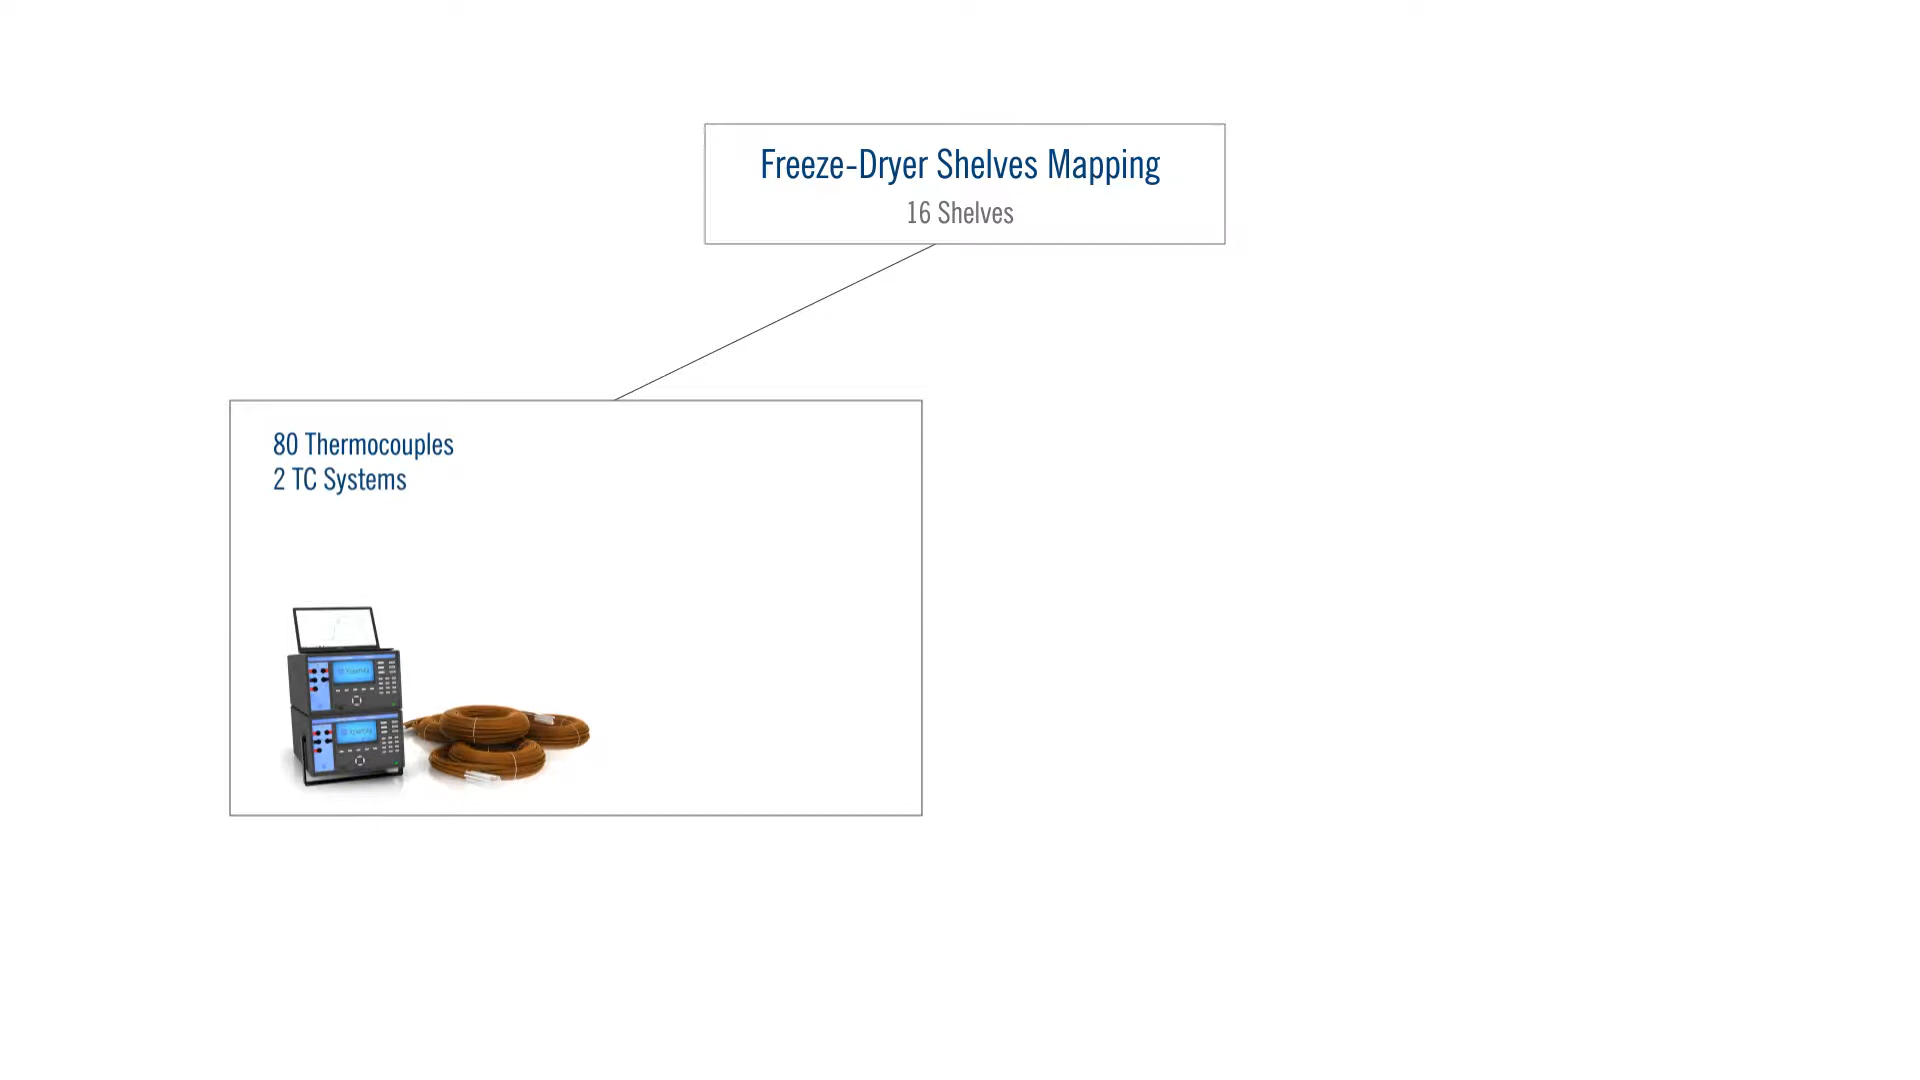 Freeze-Dryer Shelves Mapping
16 Shelves
80 Thermocouples
2 TC Systems